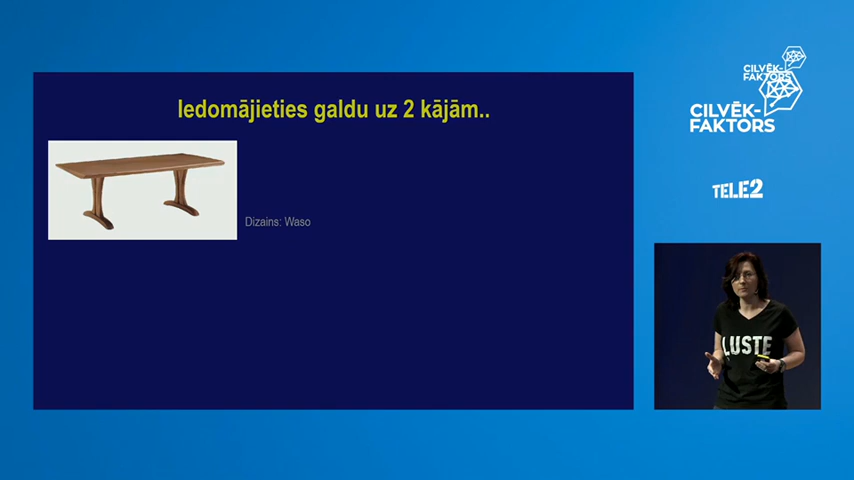 Iedomājieties galdu uz 2 kājām..
Dizains: Waso
CILVĒK-
FAKTORS
CILVĒK-
FAKTORS
TELE2
LUSTE